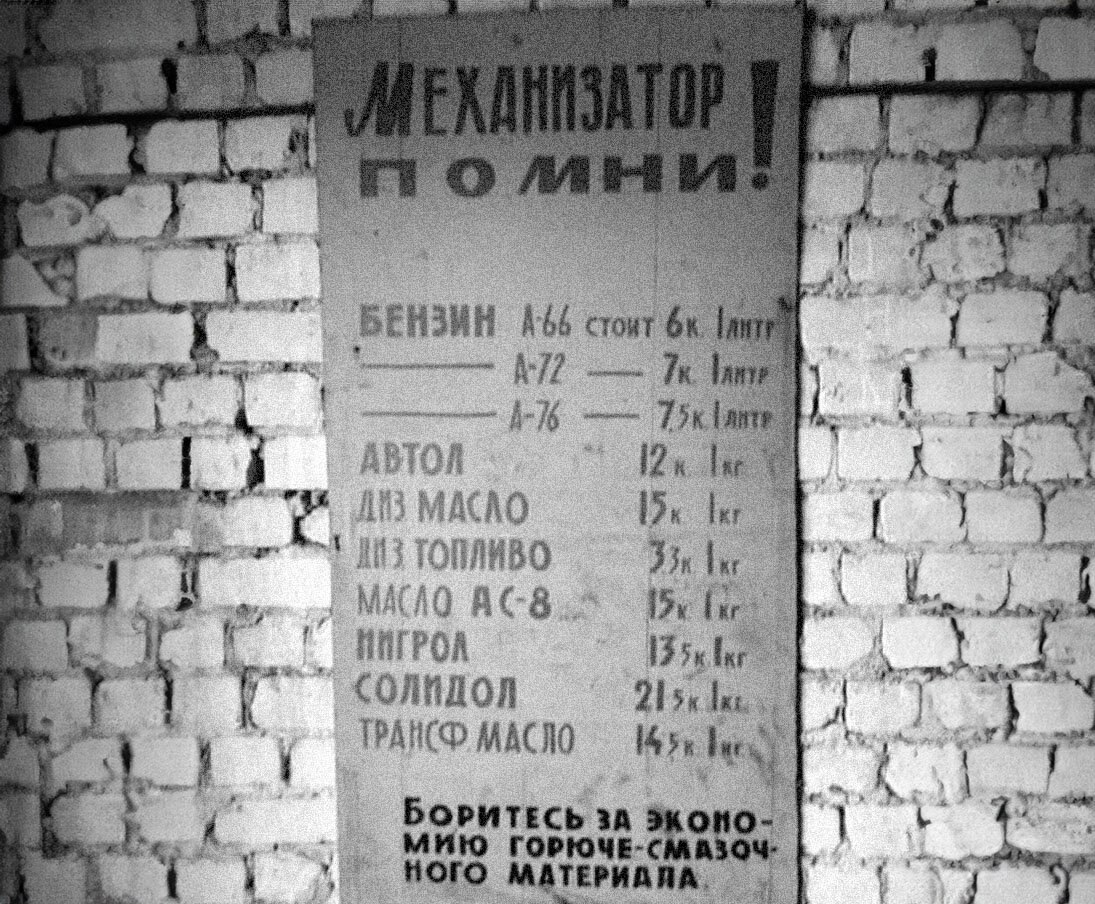 Механизатор!
помни!
БЕНЗИН А-66 СТОИТ 6К. 1ЛИТР
—— А-72 —— 7К. 1ЛИТР
—— А-76 —— 7,5К. 1ЛИТР
АВТОЛ 12К 1КГ
ДИЗ МАСЛО 15К 1КГ
ДИЗ ТОПЛИВО 3,3К 1КГ
МАСЛО АС-8 15К 1КГ
НИГРОЛ 13,5К. 1КГ
СОЛИДОЛ 21,5К 1КГ.
ТРАНСФ. МАСЛО 14,5К 1КГ.
БОРИТЕСЬ ЗА ЭКОНО-
МИЮ ГОРЮЧЕ-СМАЗОЧ-
НОГО МАТЕРИАЛА.